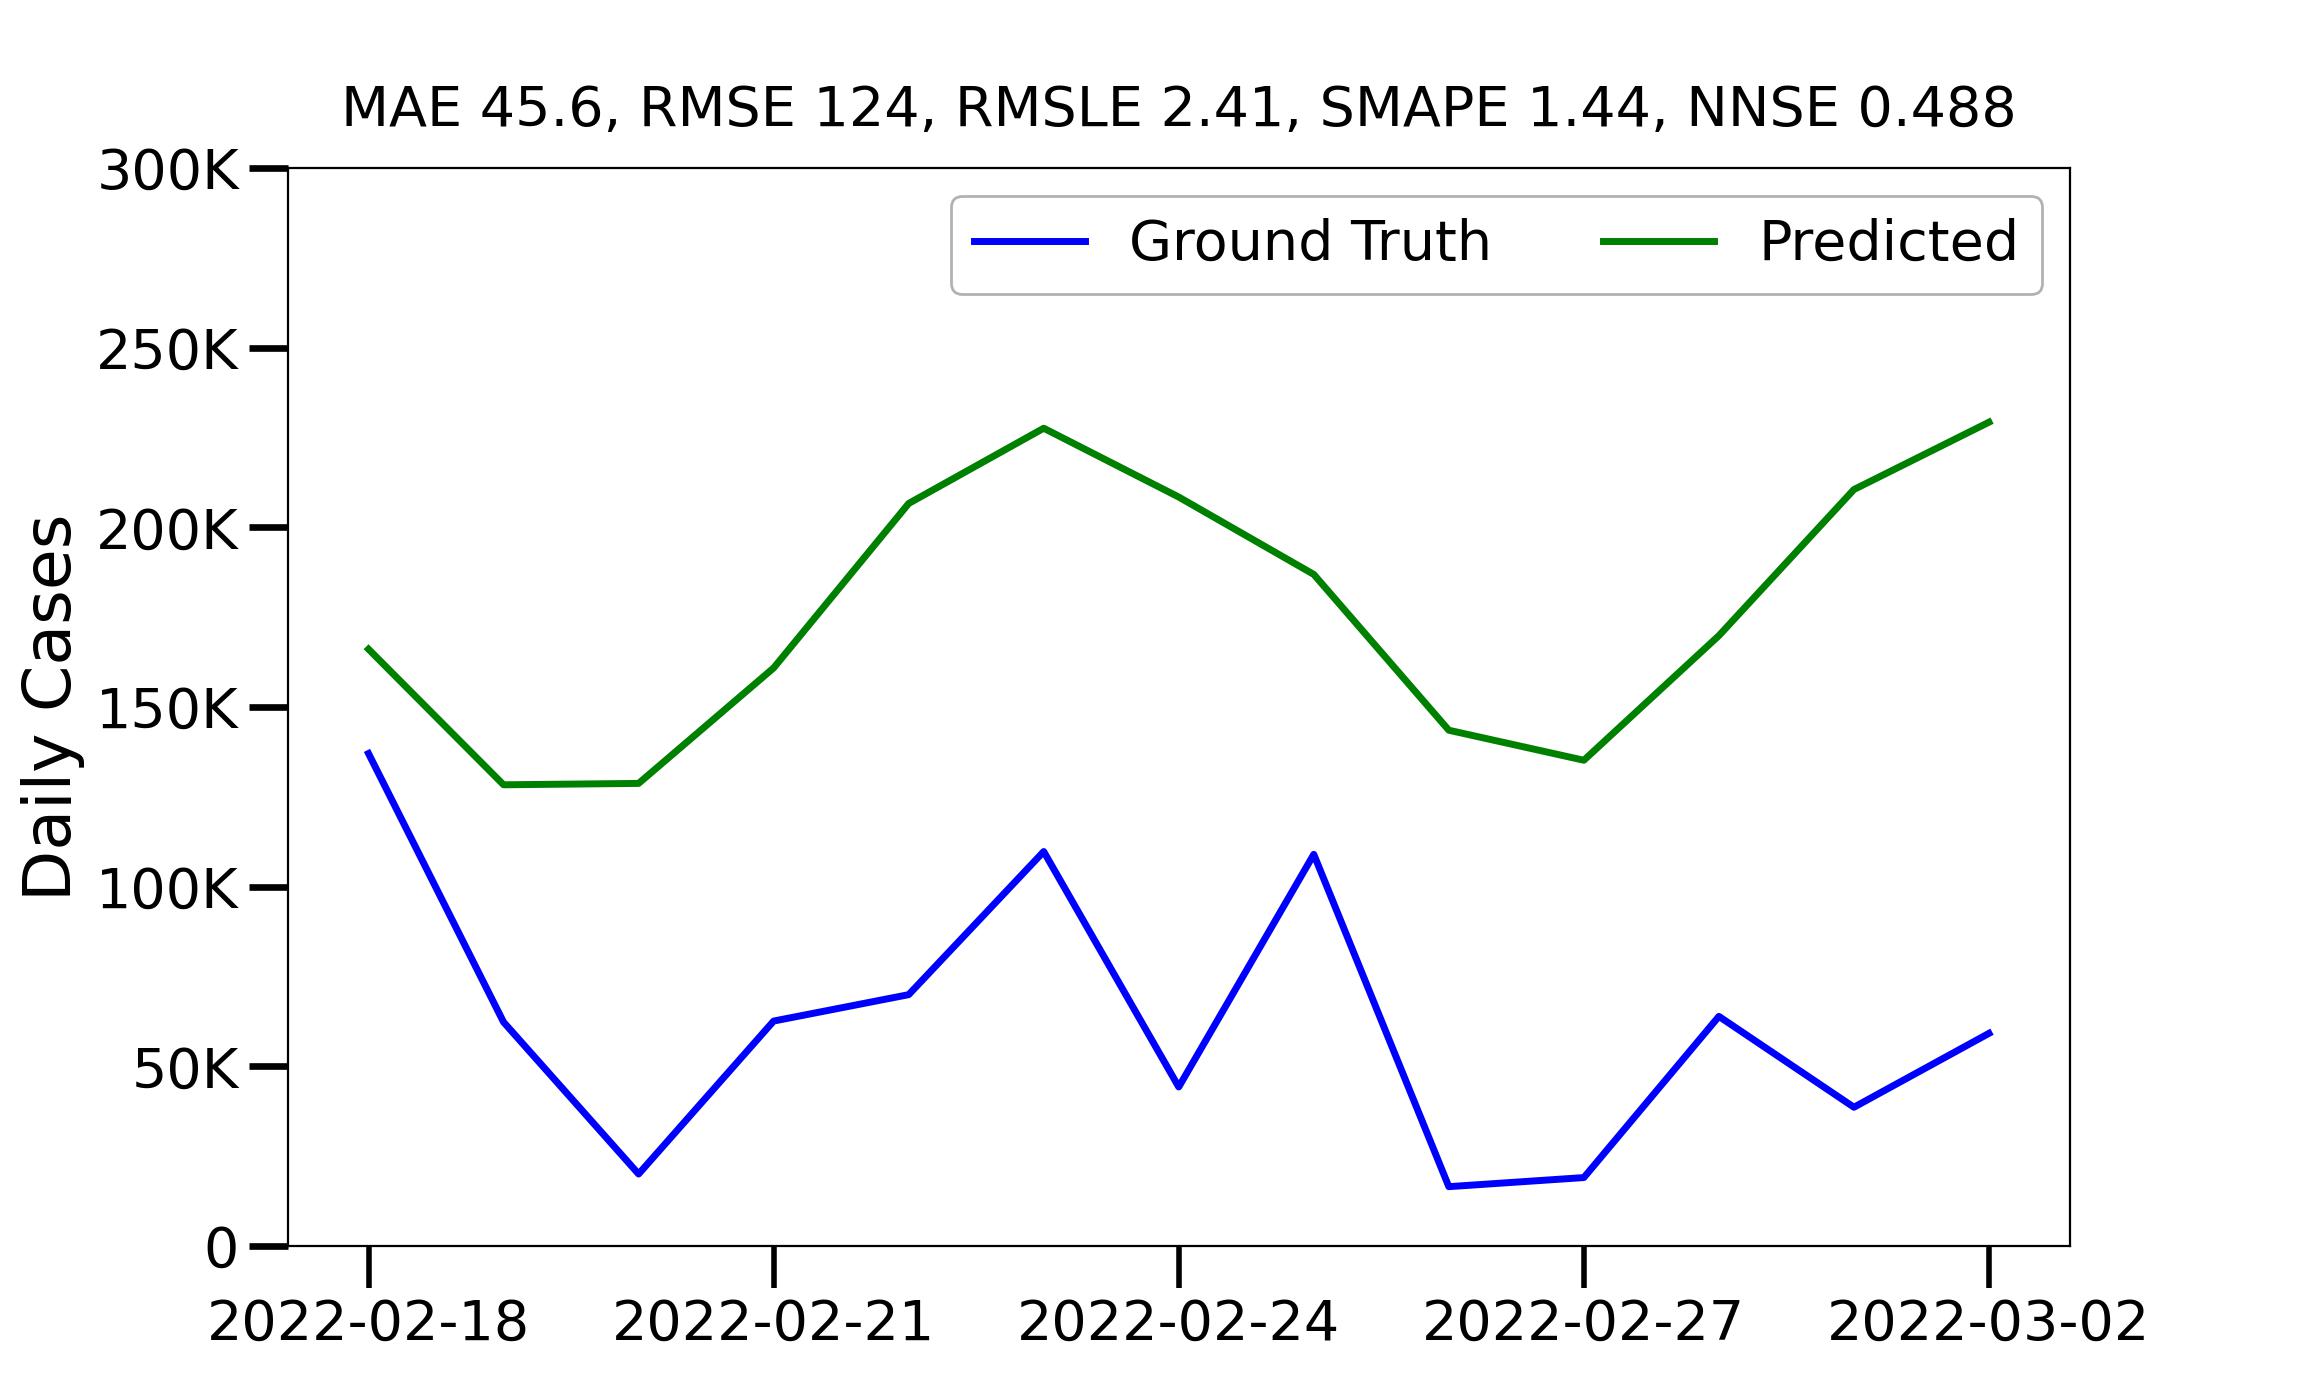 MAE 45.6, RMSE 124, RMSLE 2.41, SMAPE 1.44, NNSE 0.488
300K
250K
200K
150K
100K
50K
0
Daily Cases
Ground Truth
Predicted
2022-02-18
2022-02-21
2022-02-24
2022-02-27
2022-03-02